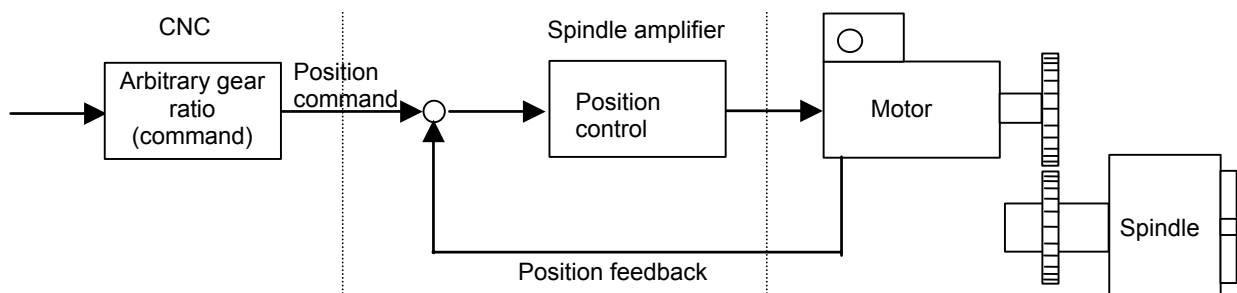 CNC
Spindle amplifier
Arbitrary gear
ratio
(command)
Position
command
Position
control
Motor
Spindle
Position feedback